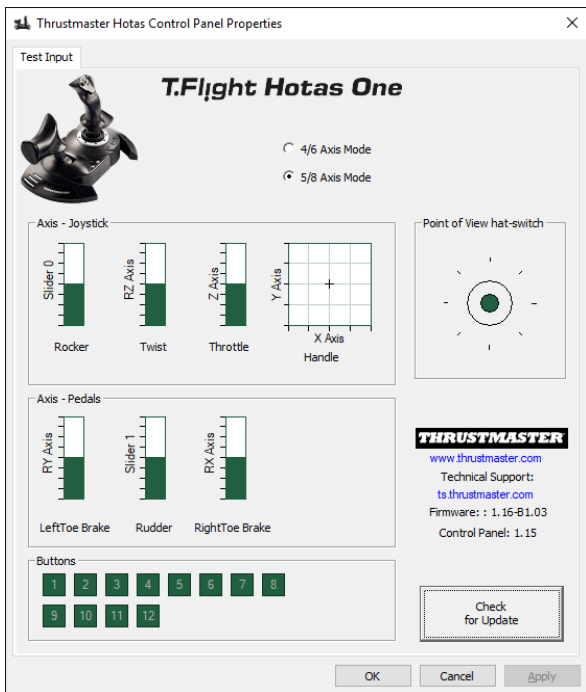 Thrustmaster Hotas Control Panel Properties
Test Input
T.Flight Hotas One
4/6 Axis Mode
5/8 Axis Mode
Axis - Joystick
Slider 0
RZ Axis
Z Axis
Y Axis
X Axis
Rocker
Twist
Throttle
Handle
Point of View hat-switch
Axis - Pedals
RY Axis
Slider 1
RX Axis
LeftToe Brake
Rudder
RightToe Brake
THRUSTMASTER
www.thrustmaster.com
Technical Support:
ts.thrustmaster.com
Firmware: : 1.16-B1.03
Control Panel: 1.15
Buttons
1 2 3 4 5 6 7 8
9 10 11 12
Check
for Update
OK Cancel Apply